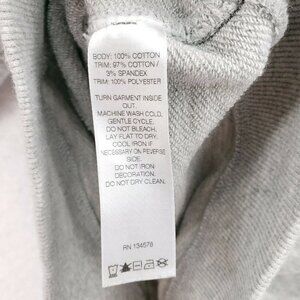 BODY: 100% COTTON
TRIM: 97% COTTON /
3% SPANDEX
TRIM: 100% POLYESTER
TURN GARMENT INSIDE
OUT.
MACHINE WASH COLD,
GENTLE CYCLE.
DO NOT BLEACH.
LAY FLAT TO DRY.
COOL IRON IF
NECESSARY ON REVERSE
SIDE.
DO NOT IRON
DECORATION.
DO NOT DRY CLEAN.
RN 134578